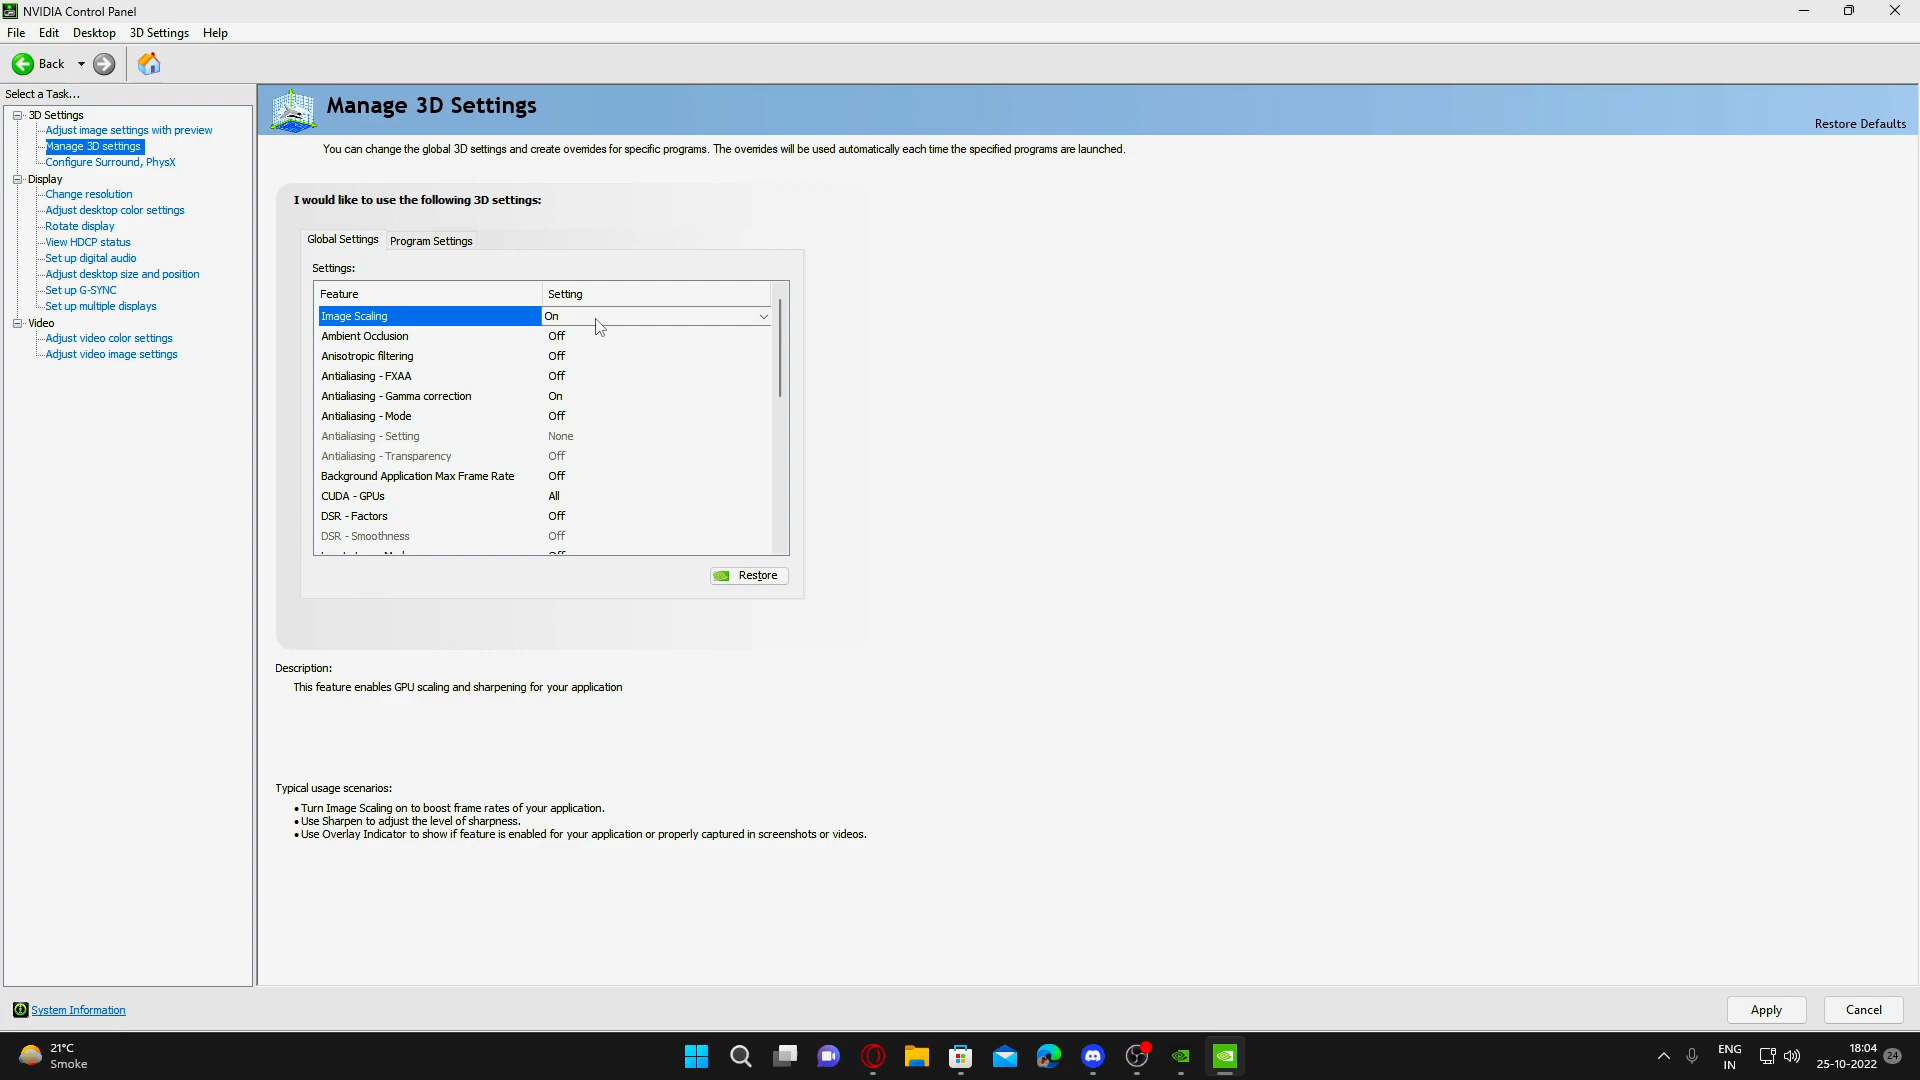 NVIDIA Control Panel
File Edit Desktop 3D Settings Help
Back
Select a Task...
3D Settings
Adjust image settings with preview
Manage 3D settings
Configure Surround, PhysX
Display
Change resolution
Adjust desktop color settings
Rotate display
View HDCP status
Set up digital audio
Adjust desktop size and position
Set up G-SYNC
Set up multiple displays
Video
Adjust video color settings
Adjust video image settings
Manage 3D Settings
Restore Defaults
You can change the global 3D settings and create overrides for specific programs. The overrides will be used automatically each time the specified programs are launched.
I would like to use the following 3D settings:
Global Settings Program Settings
Settings:
Feature Setting
Image Scaling On
Ambient Occlusion Off
Anisotropic filtering Off
Antialiasing - FXAA Off
Antialiasing - Gamma correction On
Antialiasing - Mode Off
Antialiasing - Setting None
Antialiasing - Transparency Off
Background Application Max Frame Rate Off
CUDA - GPUs All
DSR - Factors Off
DSR - Smoothness Off
Restore
Description:
This feature enables GPU scaling and sharpening for your application
Typical usage scenarios:
• Turn Image Scaling on to boost frame rates of your application.
• Use Sharpen to adjust the level of sharpness.
• Use Overlay Indicator to show if feature is enabled for your application or properly captured in screenshots or videos.
System Information
Apply Cancel
21°C
Smoke
ENG
IN
18:04
25-10-2022
24